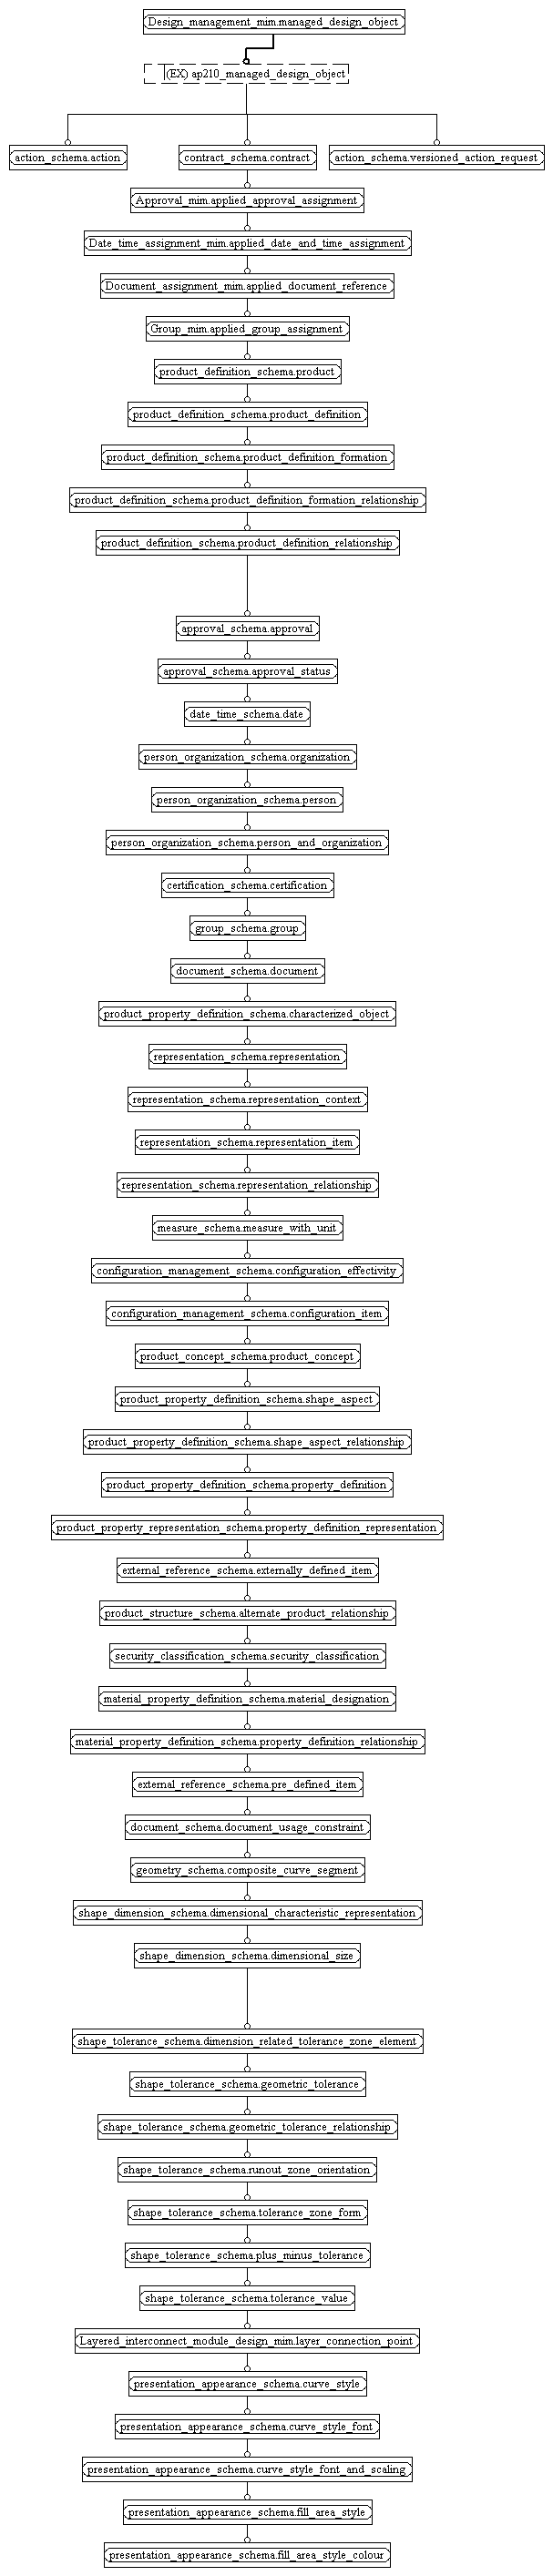 Design_management_mim.managed_design_object
(EX) ap210_managed_design_object
action_schema.action
contract_schema.contract
action_schema.versioned_action_request
Approval_mim.applied_approval_assignment
Date_time_assignment_mim.applied_date_and_time_assignment
Document_assignment_mim.applied_document_reference
Group_mim.applied_group_assignment
product_definition_schema.product
product_definition_schema.product_definition
product_definition_schema.product_definition_formation
product_definition_schema.product_definition_formation_relationship
product_definition_schema.product_definition_relationship
approval_schema.approval
approval_schema.approval_status
date_time_schema.date
person_organization_schema.organization
person_organization_schema.person
person_organization_schema.person_and_organization
certification_schema.certification
group_schema.group
document_schema.document
product_property_definition_schema.characterized_object
representation_schema.representation
representation_schema.representation_context
representation_schema.representation_item
representation_schema.representation_relationship
measure_schema.measure_with_unit
configuration_management_schema.configuration_effectivity
configuration_management_schema.configuration_item
product_concept_schema.product_concept
product_property_definition_schema.shape_aspect
product_property_definition_schema.shape_aspect_relationship
product_property_definition_schema.property_definition
product_property_representation_schema.property_definition_representation
external_reference_schema.externally_defined_item
product_structure_schema.alternate_product_relationship
security_classification_schema.security_classification
material_property_definition_schema.material_designation
material_property_definition_schema.property_definition_relationship
external_reference_schema.pre_defined_item
document_schema.document_usage_constraint
geometry_schema.composite_curve_segment
shape_dimension_schema.dimensional_characteristic_representation
shape_dimension_schema.dimensional_size
shape_tolerance_schema.dimension_related_tolerance_zone_element
shape_tolerance_schema.geometric_tolerance
shape_tolerance_schema.geometric_tolerance_relationship
shape_tolerance_schema.runout_zone_orientation
shape_tolerance_schema.tolerance_zone_form
shape_tolerance_schema.plus_minus_tolerance
shape_tolerance_schema.tolerance_value
Layered_interconnect_module_design_mim.layer_connection_point
presentation_appearance_schema.curve_style
presentation_appearance_schema.curve_style_font
presentation_appearance_schema.curve_style_font_and_scaling
presentation_appearance_schema.fill_area_style
presentation_appearance_schema.fill_area_style_colour